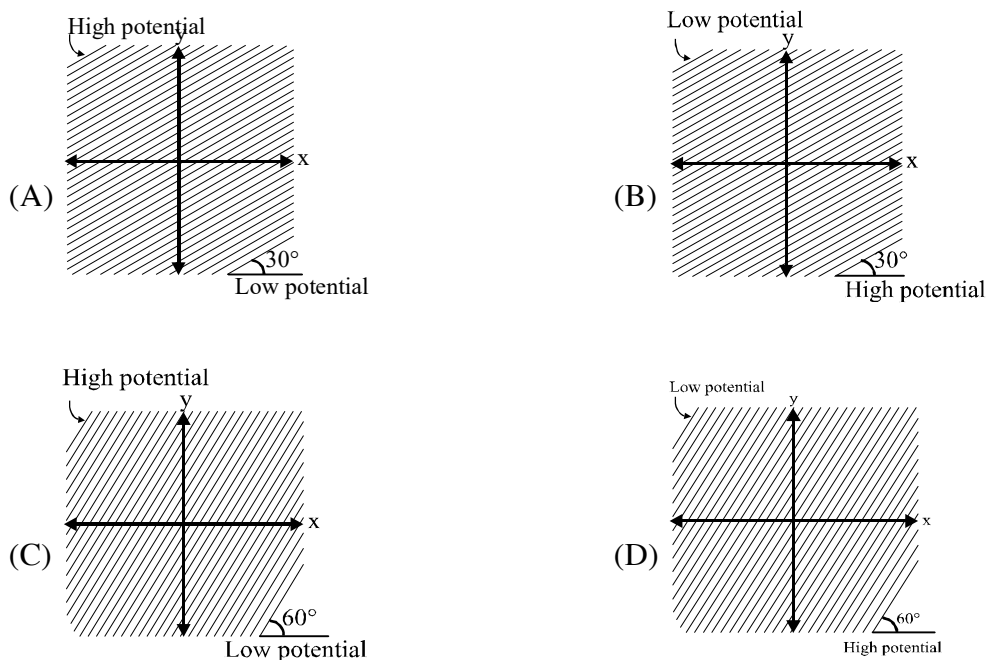 High potential
y
x
(A)
30°
Low potential
Low potential
y
x
(B)
30°
High potential
High potential
y
x
(C)
60°
Low potential
Low potential
y
x
(D)
60°
High potential